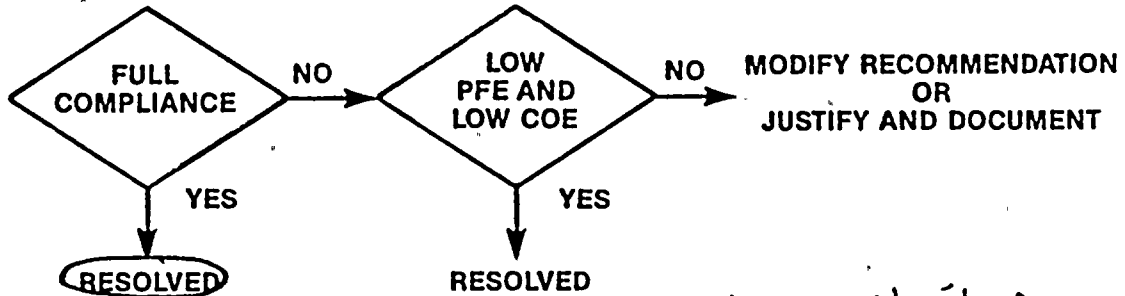 FULL
COMPLIANCE
NO
LOW
PFE AND
LOW COE
NO
MODIFY RECOMMENDATION
OR
JUSTIFY AND DOCUMENT
YES
YES
RESOLVED
RESOLVED